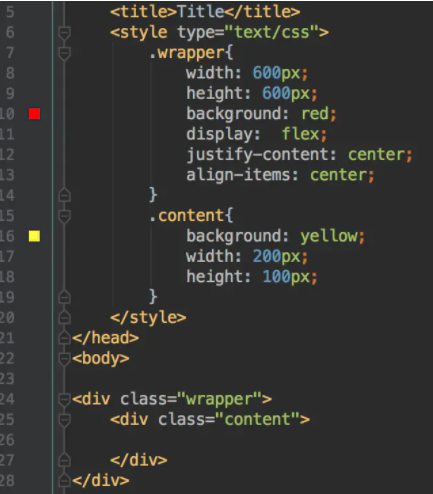 5 <title>Title</title>
6 <style type="text/css">
7 .wrapper{
8 width: 600px;
9 height: 600px;
10 background: red;
11 display:  flex;
12 justify-content: center;
13 align-items: center;
14 }
15 .content{
16 background: yellow;
17 width: 200px;
18 height: 100px;
19 }
20 </style>
21 </head>
22 <body>
23
24 <div class="wrapper">
25 <div class="content">
26
27 </div>
28 </div>